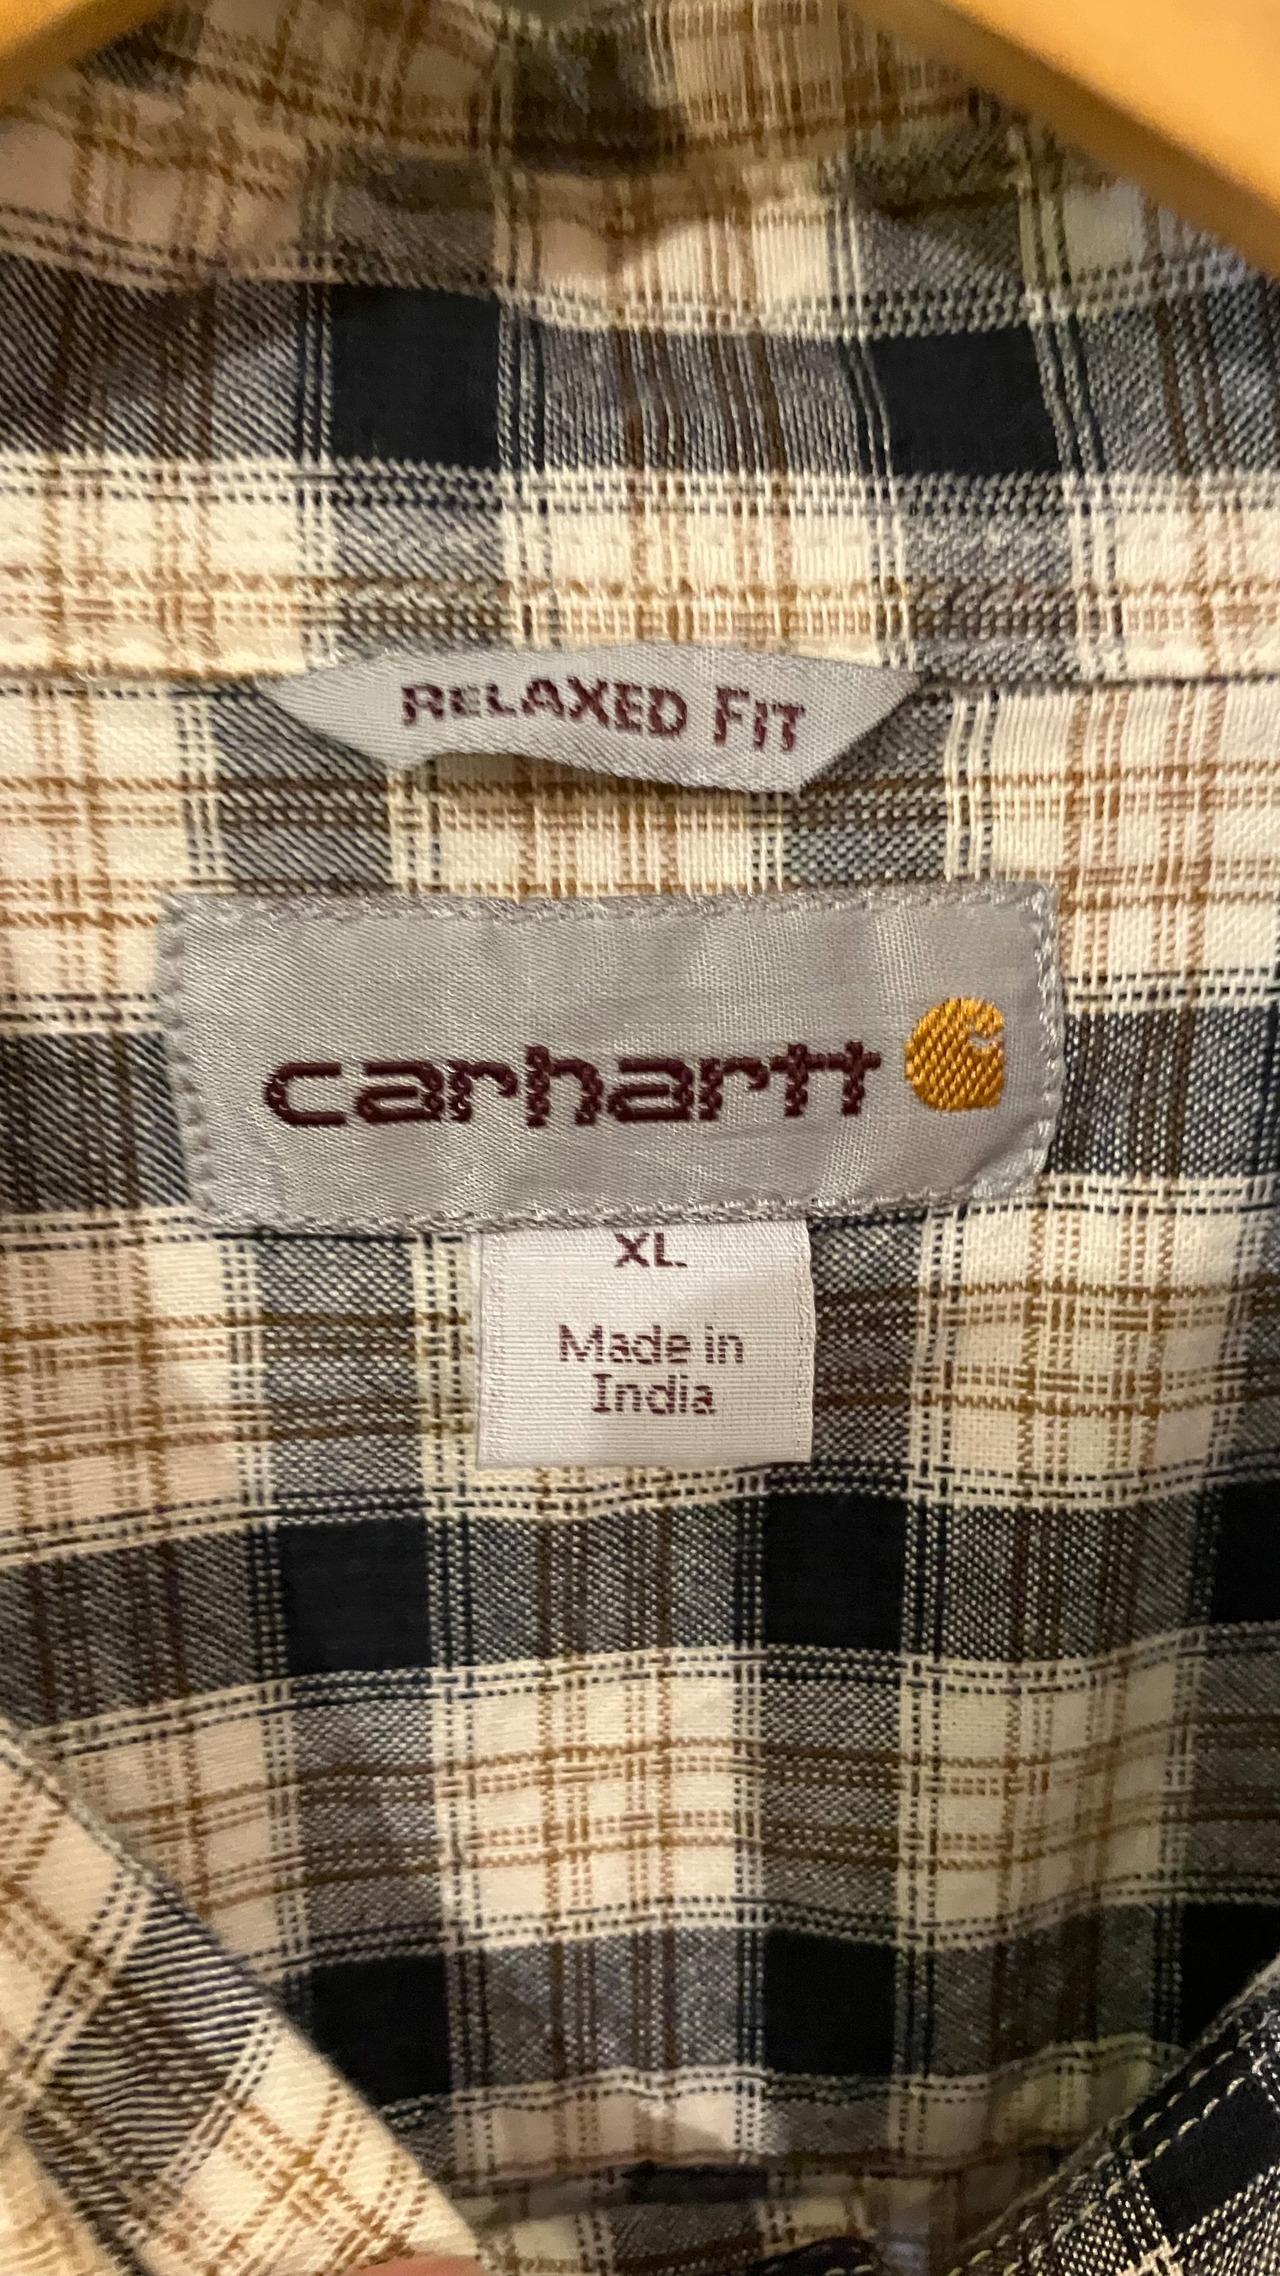 RELAXED FIT
carhartt
XL
Made in
India